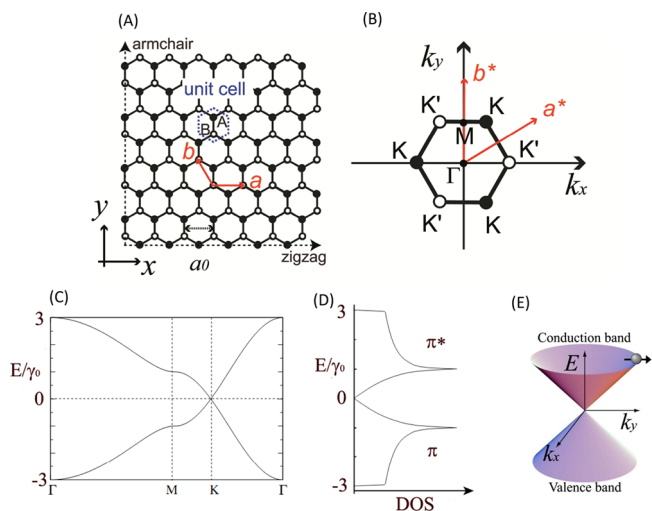 (A)
armchair
unit cell
A
B
b
a
y
x
a0
zigzag
(B)
ky
b*
a*
K'
K
M
K
Γ
K'
kx
K'
K
(C)
3
E/γ0
0
-3
Γ
M
K
Γ
(D)
3
π*
E/γ0
0
π
-3
DOS
(E)
Conduction band
E
ky
kx
Valence band